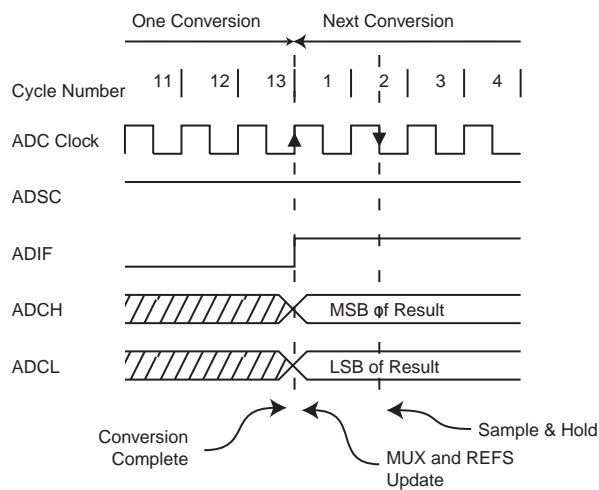 One Conversion Next Conversion
Cycle Number 11 12 13 1 2 3 4
ADC Clock
ADSC
ADIF
ADCH MSB of Result
ADCL LSB of Result
Conversion Complete
MUX and REFS Update
Sample & Hold